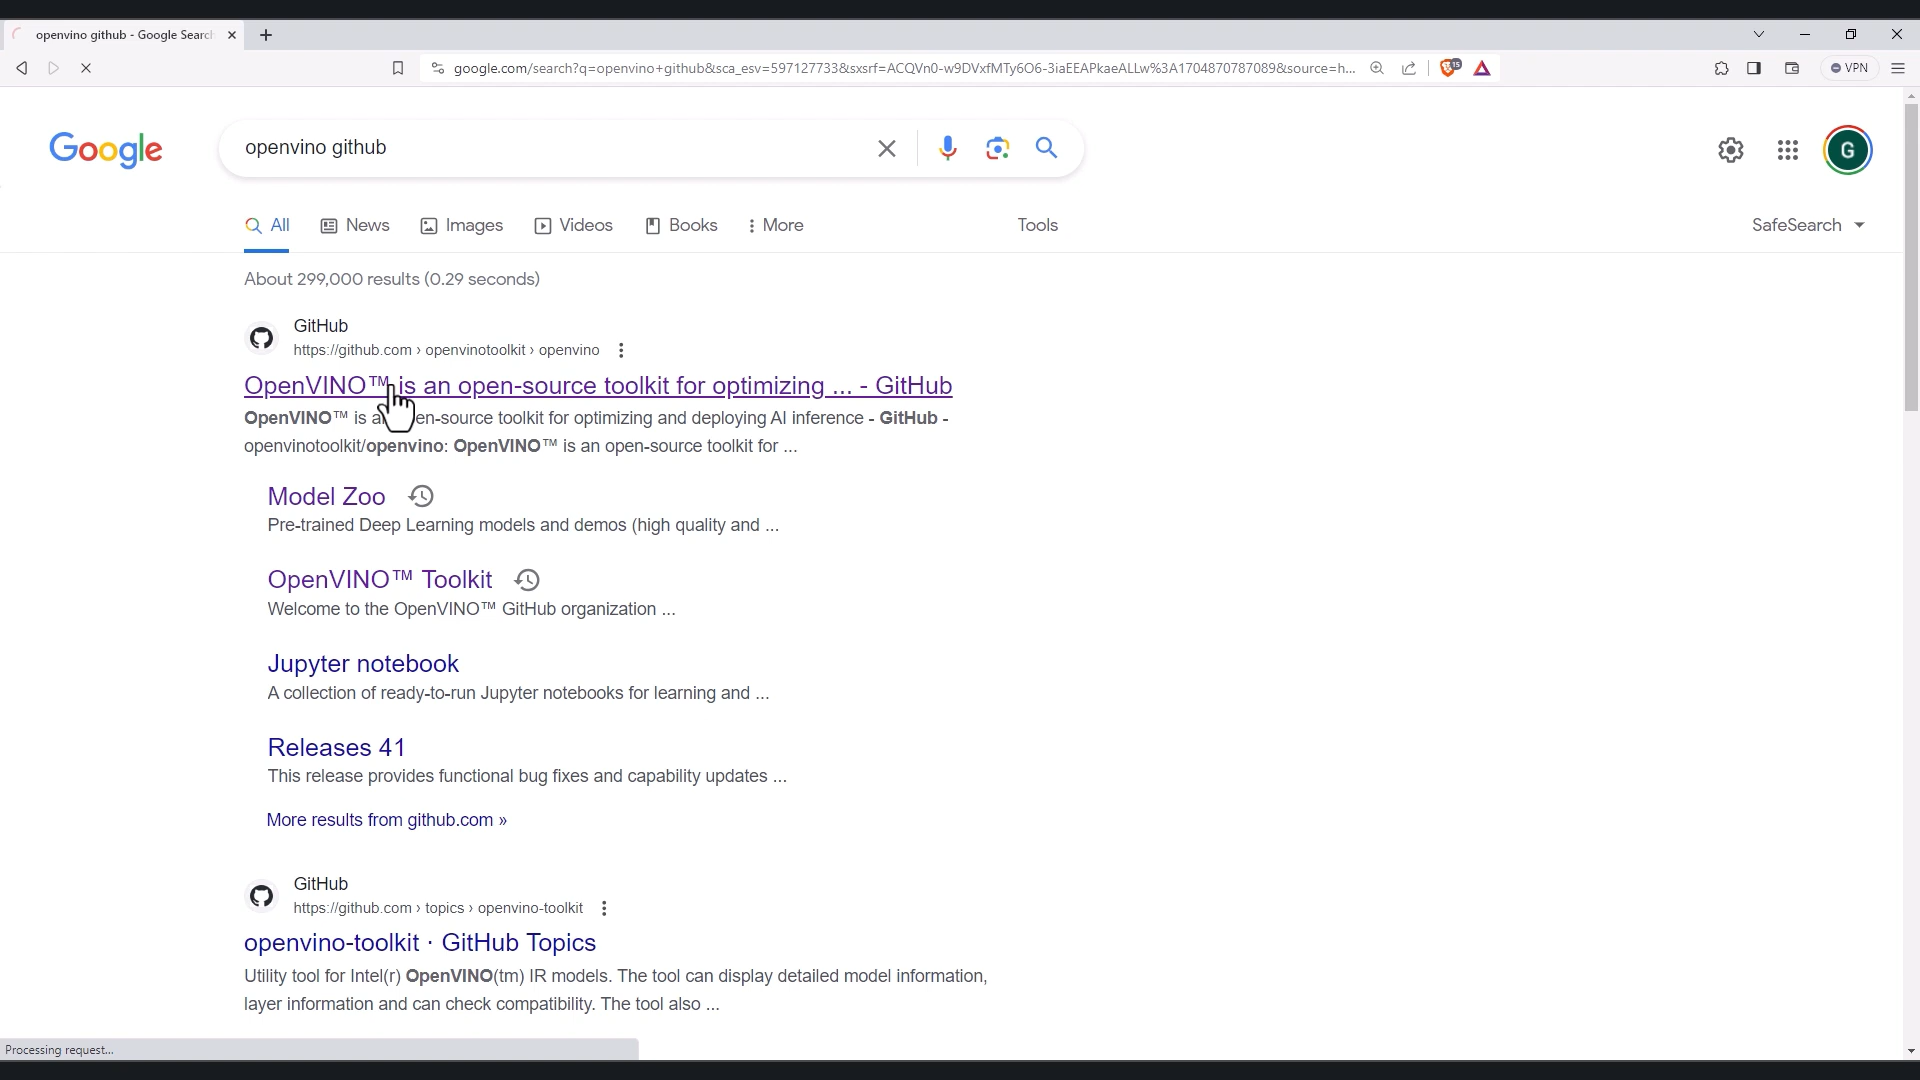 openvino github - Google Search
google.com/search?q=openvino+github&sca_esv=597127733&sxsrf=ACQVn0-w9DVxfMTy6O6-3iaEEAPkaeALLw%3A1704870787089&source=h...
15
VPN
Google
openvino github
G
All
News
Images
Videos
Books
More
Tools
SafeSearch
About 299,000 results (0.29 seconds)
GitHub
https://github.com › openvinotoolkit › openvino
OpenVINO™ is an open-source toolkit for optimizing ... - GitHub
OpenVINO™ is a en-source toolkit for optimizing and deploying AI inference - GitHub -
openvinotoolkit/openvino: OpenVINO™ is an open-source toolkit for ...
Model Zoo
Pre-trained Deep Learning models and demos (high quality and ...
OpenVINO™ Toolkit
Welcome to the OpenVINO™ GitHub organization ...
Jupyter notebook
A collection of ready-to-run Jupyter notebooks for learning and ...
Releases 41
This release provides functional bug fixes and capability updates ...
More results from github.com »
GitHub
https://github.com › topics › openvino-toolkit
openvino-toolkit · GitHub Topics
Utility tool for Intel(r) OpenVINO(tm) IR models. The tool can display detailed model information,
layer information and can check compatibility. The tool also ...
Processing request...